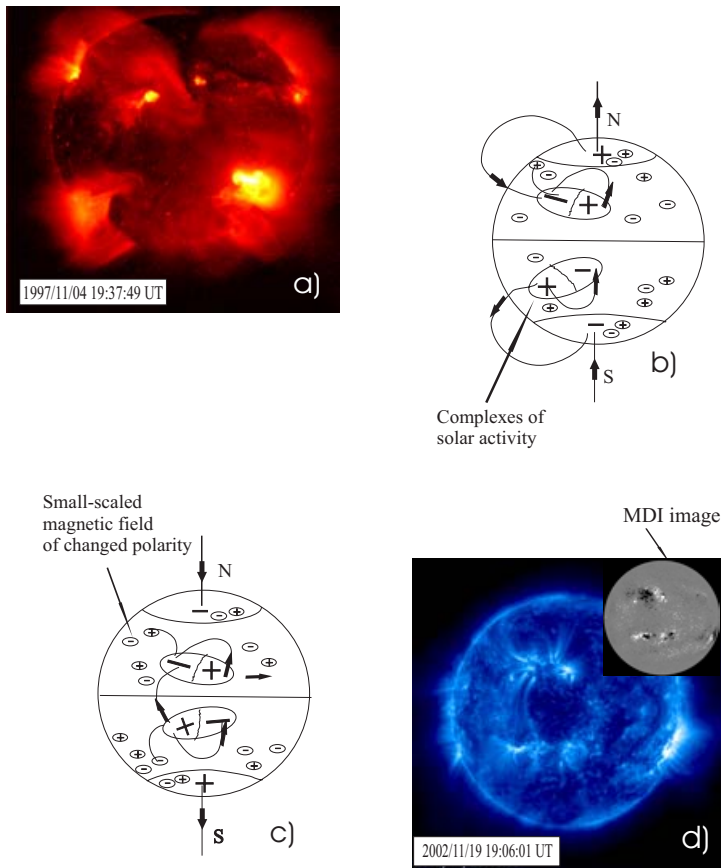 1997/11/04 19:37:49 UT
a)
N
+
+
−
+
−
−
−
+
−
−
−
−
+
+
+
−
+
−
+
−
S
b)
Complexes of
solar activity
Small-scaled
magnetic field
of changed polarity
MDI image
N
−
−
+
+
−
+
−
+
−
+
−
+
−
+
+
−
−
−
−
+
−
+
−
S
c)
2002/11/19 19:06:01 UT
d)